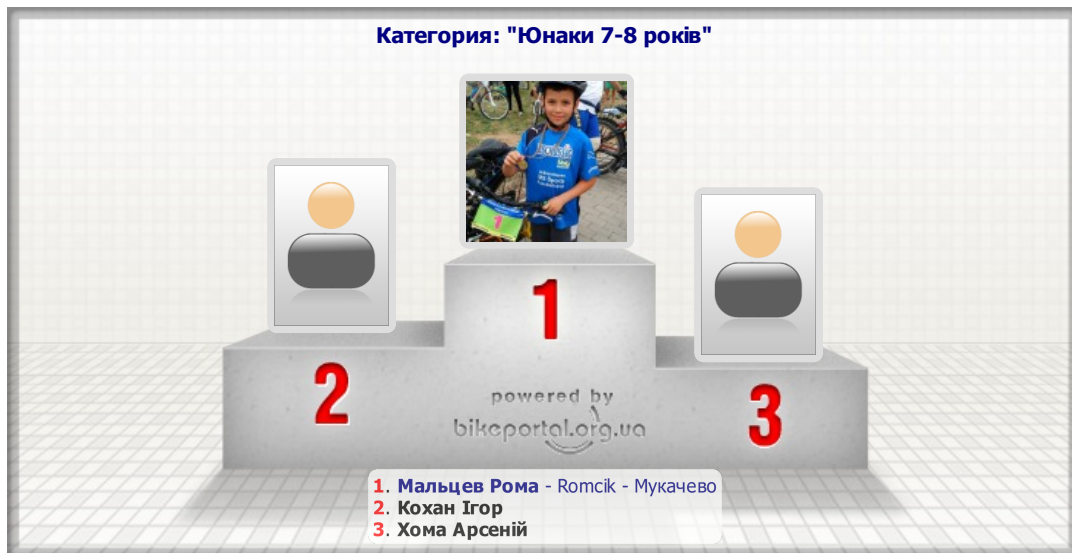 Категория: "Юнаки 7-8 років"
1
2
3
powered by
bikeportal.org.ua
1. Мальцев Рома - Romcik - Мукачево
2. Кохан Ігор
3. Хома Арсеній